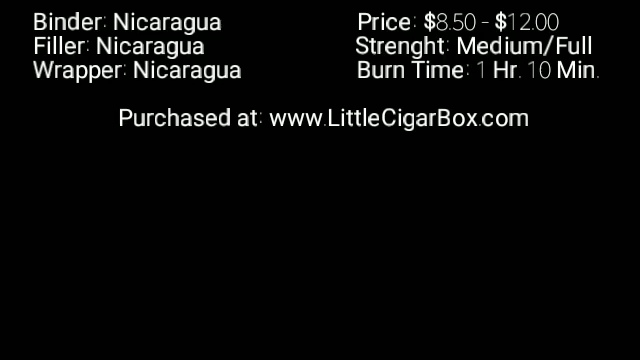 Binder: Nicaragua
Filler: Nicaragua
Wrapper: Nicaragua
Price: $8.50 - $12.00
Strenght: Medium/Full
Burn Time: 1 Hr. 10 Min.
Purchased at: www.LittleCigarBox.com